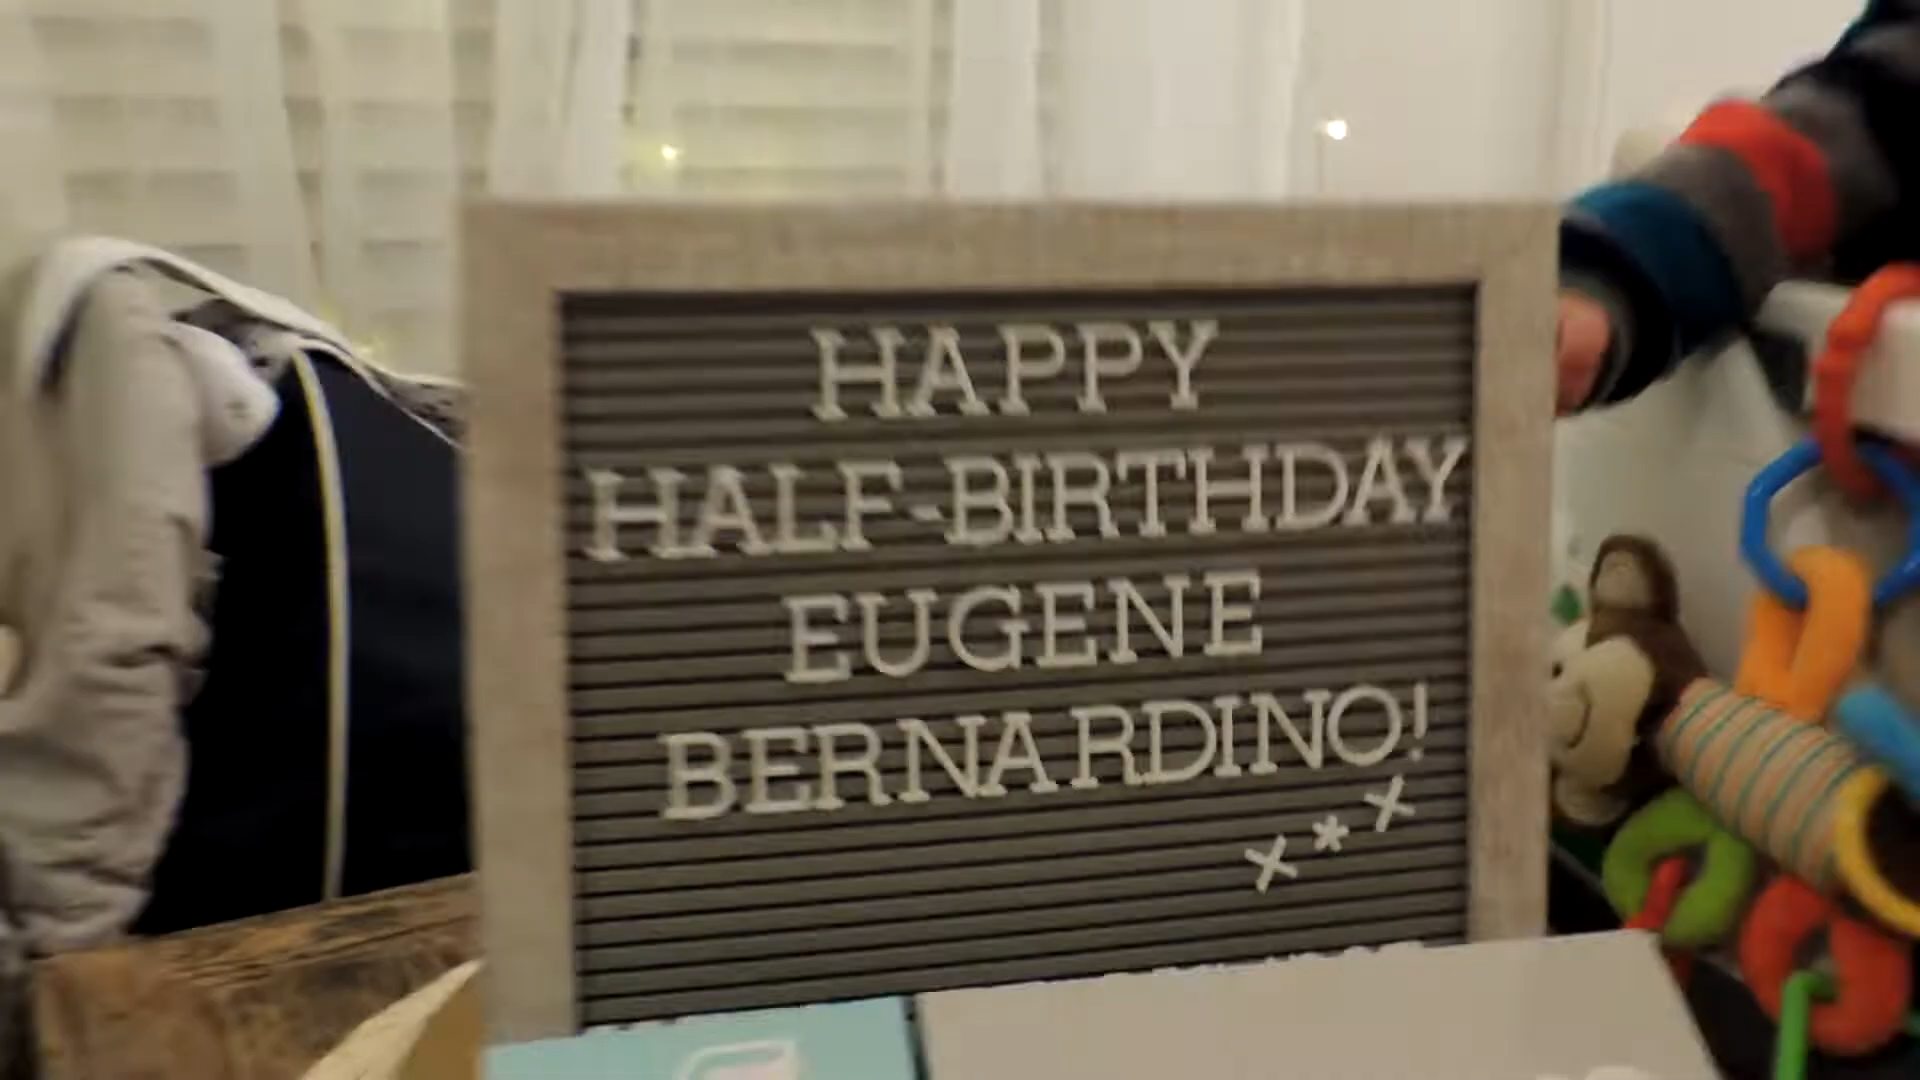 HAPPY
HALF-BIRTHDAY
EUGENE
BERNARDINO!
x * x